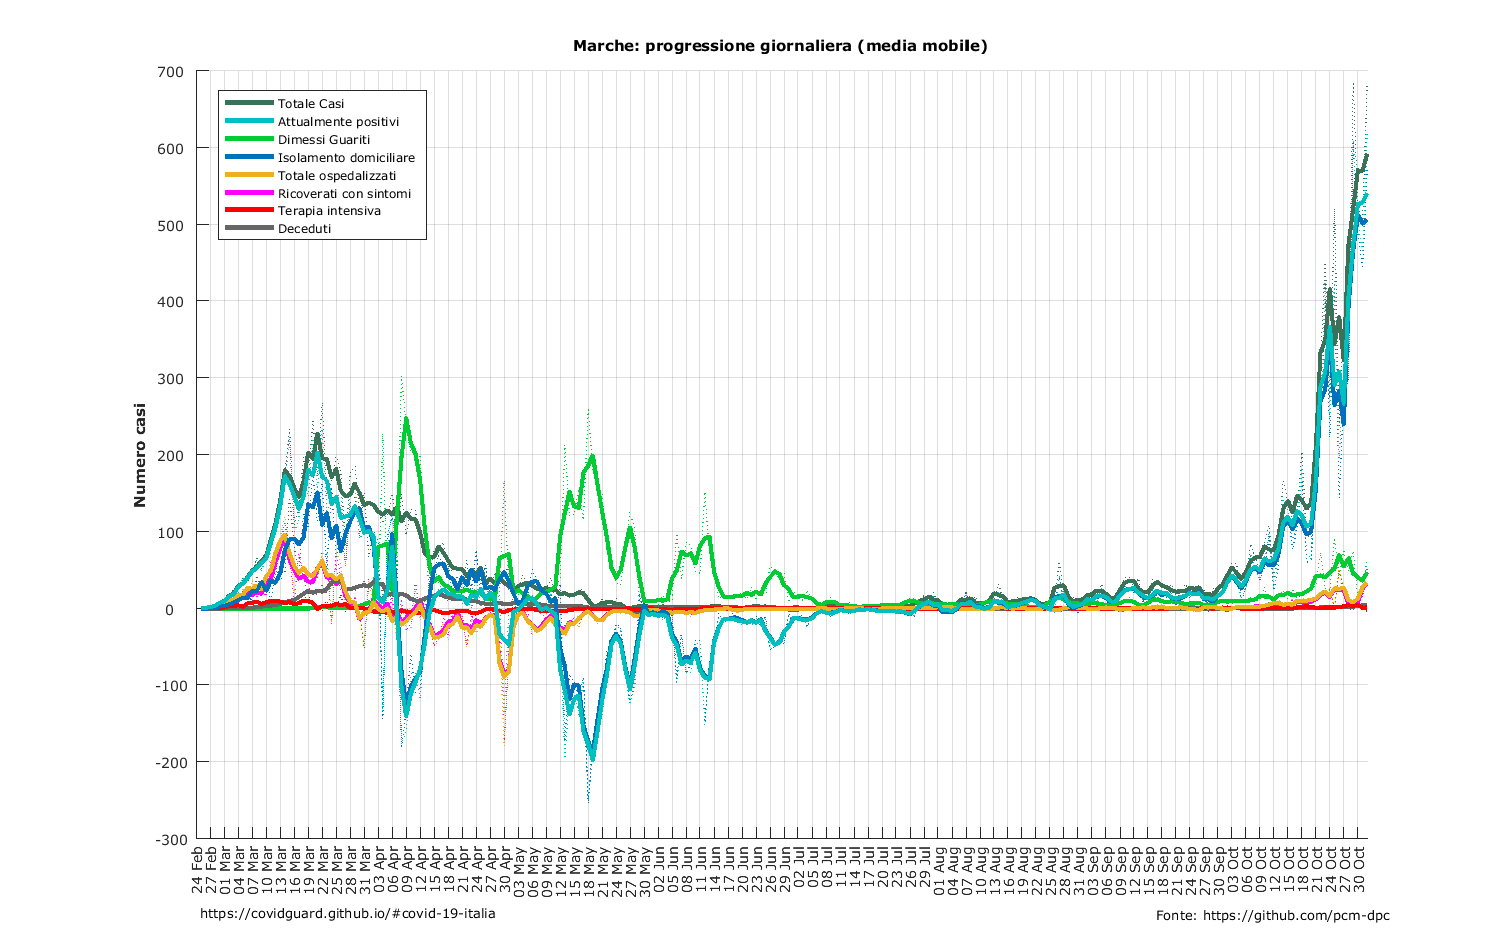 Marche: progressione giornaliera (media mobile)
700
600
500
400
300
200
100
0
-100
-200
-300
Numero casi
Totale Casi
Attualmente positivi
Dimessi Guariti
Isolamento domiciliare
Totale ospedalizzati
Ricoverati con sintomi
Terapia intensiva
Deceduti
24 Feb
27 Feb
01 Mar
04 Mar
07 Mar
10 Mar
13 Mar
16 Mar
19 Mar
22 Mar
25 Mar
28 Mar
31 Mar
03 Apr
06 Apr
09 Apr
12 Apr
15 Apr
18 Apr
21 Apr
24 Apr
27 Apr
30 Apr
03 May
06 May
09 May
12 May
15 May
18 May
21 May
24 May
27 May
30 May
02 Jun
05 Jun
08 Jun
11 Jun
14 Jun
17 Jun
20 Jun
23 Jun
26 Jun
29 Jun
02 Jul
05 Jul
08 Jul
11 Jul
14 Jul
17 Jul
20 Jul
23 Jul
26 Jul
29 Jul
01 Aug
04 Aug
07 Aug
10 Aug
13 Aug
16 Aug
19 Aug
22 Aug
25 Aug
28 Aug
31 Aug
03 Sep
06 Sep
09 Sep
12 Sep
15 Sep
18 Sep
21 Sep
24 Sep
27 Sep
30 Sep
03 Oct
06 Oct
09 Oct
12 Oct
15 Oct
18 Oct
21 Oct
24 Oct
27 Oct
30 Oct
https://covidguard.github.io/#covid-19-italia
Fonte: https://github.com/pcm-dpc